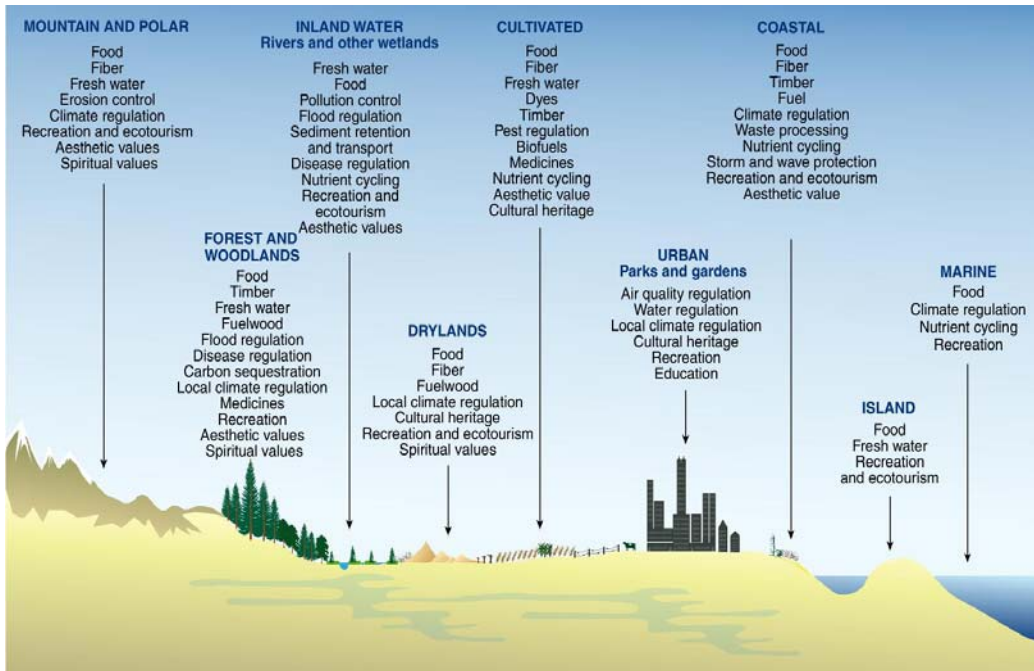 MOUNTAIN AND POLAR
Food
Fiber
Fresh water
Erosion control
Climate regulation
Recreation and ecotourism
Aesthetic values
Spiritual values
INLAND WATER
Rivers and other wetlands
Fresh water
Food
Pollution control
Flood regulation
Sediment retention
and transport
Disease regulation
Nutrient cycling
Recreation and
ecotourism
Aesthetic values
CULTIVATED
Food
Fiber
Fresh water
Dyes
Timber
Pest regulation
Biofuels
Medicines
Nutrient cycling
Aesthetic value
Cultural heritage
COASTAL
Food
Fiber
Timber
Fuel
Climate regulation
Waste processing
Nutrient cycling
Storm and wave protection
Recreation and ecotourism
Aesthetic value
FOREST AND
WOODLANDS
Food
Timber
Fresh water
Fuelwood
Flood regulation
Disease regulation
Carbon sequestration
Local climate regulation
Medicines
Recreation
Aesthetic values
Spiritual values
DRYLANDS
Food
Fiber
Fuelwood
Local climate regulation
Cultural heritage
Recreation and ecotourism
Spiritual values
URBAN
Parks and gardens
Air quality regulation
Water regulation
Local climate regulation
Cultural heritage
Recreation
Education
MARINE
Food
Climate regulation
Nutrient cycling
Recreation
ISLAND
Food
Fresh water
Recreation
and ecotourism